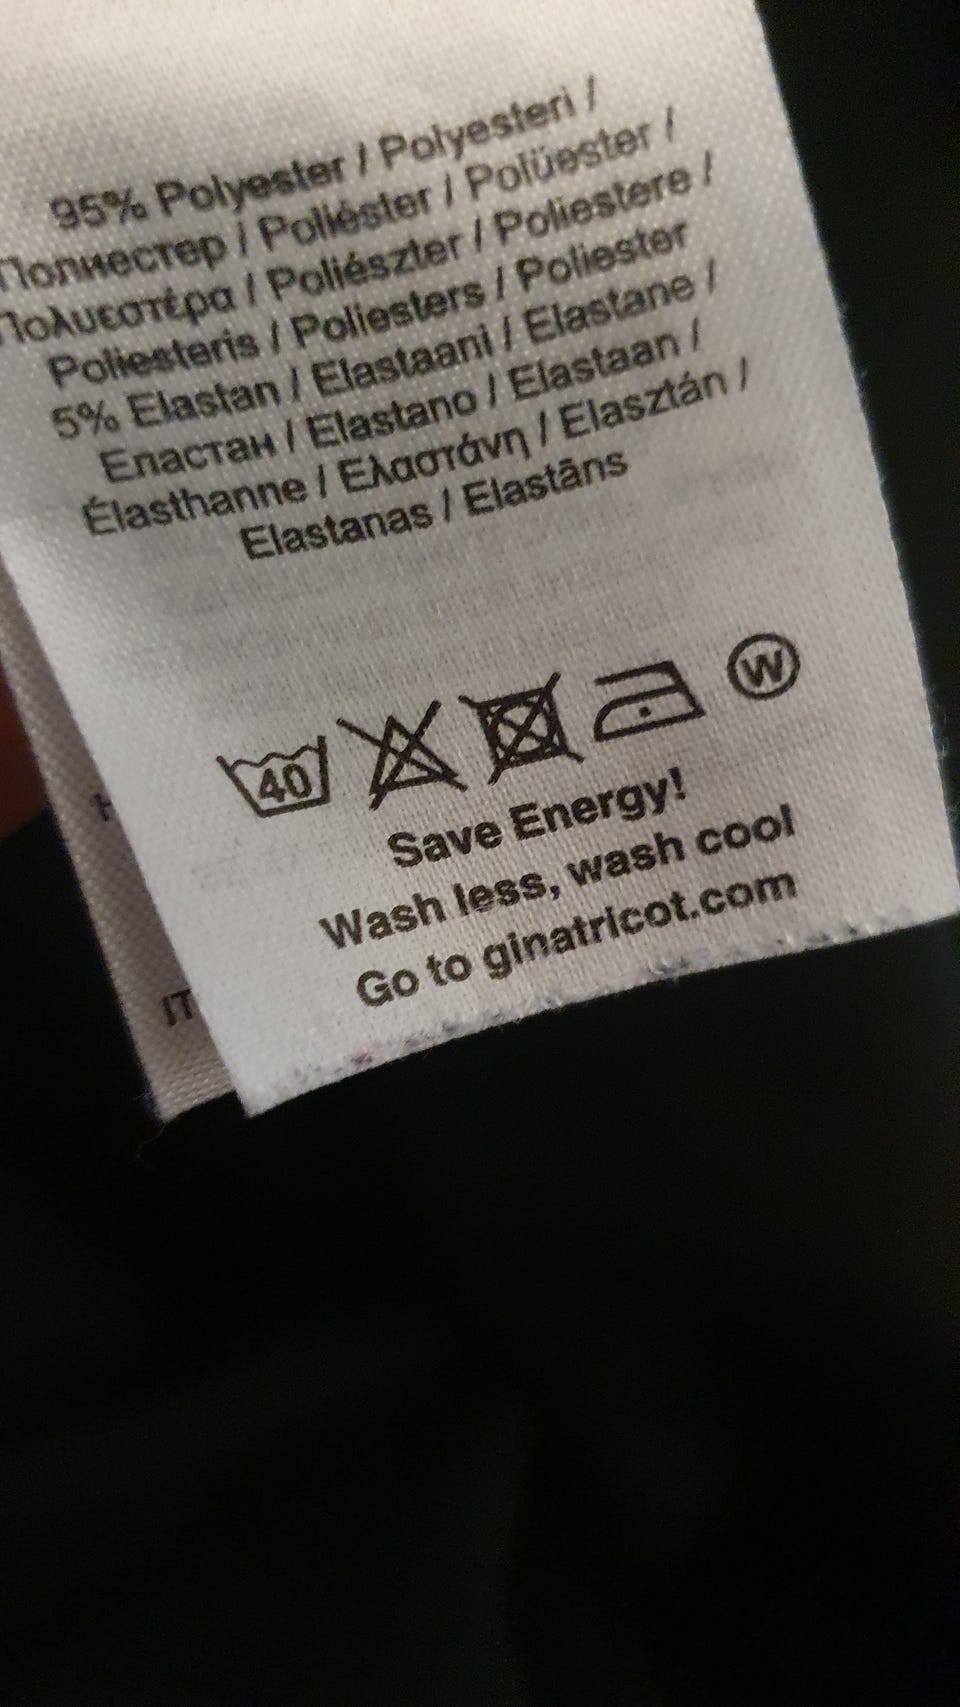 95% Polyester / Polyesteri /
Полиестер / Poliéster / Polüester /
Πολυεστέρα / Poliészter / Poliestere /
Poliesteris / Poliesters / Poliester
5% Elastan / Elastaani / Elastane /
Еластан / Elastano / Elastaan /
Élasthanne / Ελαστάνη / Elasztán /
Elastanas / Elastāns
40
W
Save Energy!
Wash less, wash cool
Go to ginatricot.com
IT